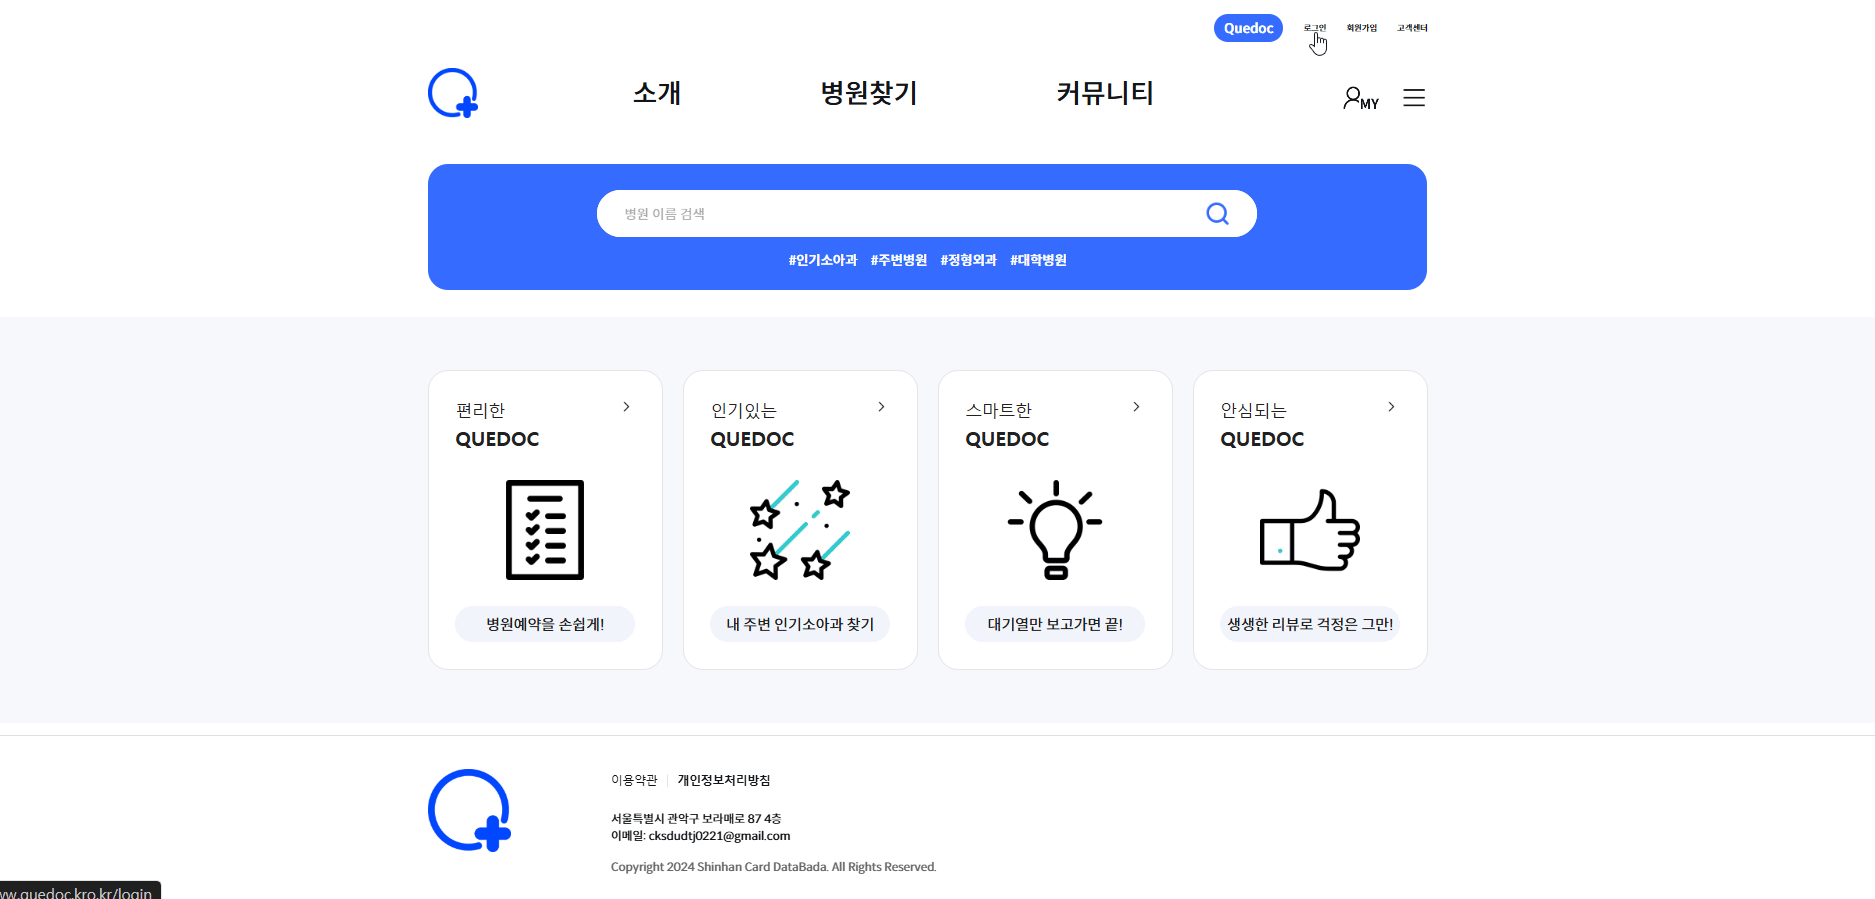 Quedoc 로그인 회원가입 고객센터
소개 병원찾기 커뮤니티 MY
병원 이름 검색
#인기소아과 #주변병원 #정형외과 #대학병원
편리한
QUEDOC
병원예약을 손쉽게!
인기있는
QUEDOC
내 주변 인기소아과 찾기
스마트한
QUEDOC
대기열만 보고가면 끝!
안심되는
QUEDOC
생생한 리뷰로 걱정은 그만!
이용약관 개인정보처리방침
서울특별시 관악구 보라매로 87 4층
이메일: cksdudtj0221@gmail.com
Copyright 2024 Shinhan Card DataBada. All Rights Reserved.
ww.quedoc.kro.kr/login